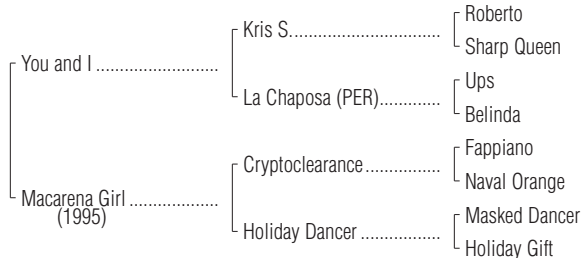 Roberto
Kris S..............................
Sharp Queen
You and I .........................
Ups
La Chaposa (PER)............
Belinda
Fappiano
Cryptoclearance ...............
Naval Orange
Macarena Girl ..................
(1995)
Masked Dancer
Holiday Dancer ................
Holiday Gift